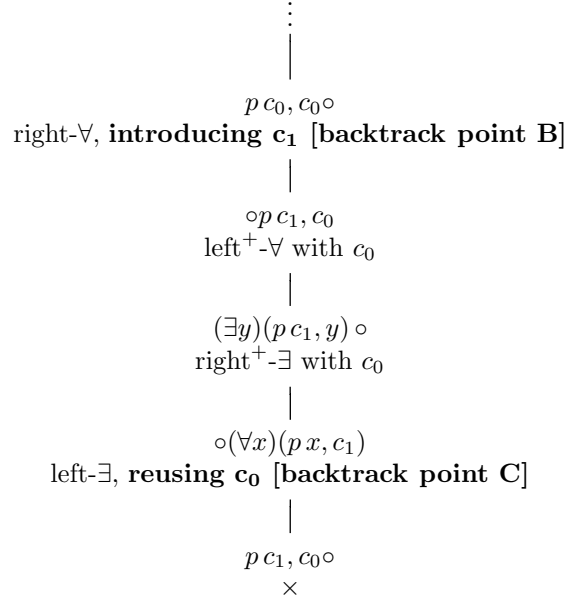 ⋮
p c₀, c₀∘
right-∀, introducing c₁ [backtrack point B]
∘p c₁, c₀
left⁺-∀ with c₀
(∃y)(p c₁, y) ∘
right⁺-∃ with c₀
∘(∀x)(p x, c₁)
left-∃, reusing c₀ [backtrack point C]
p c₁, c₀∘
×